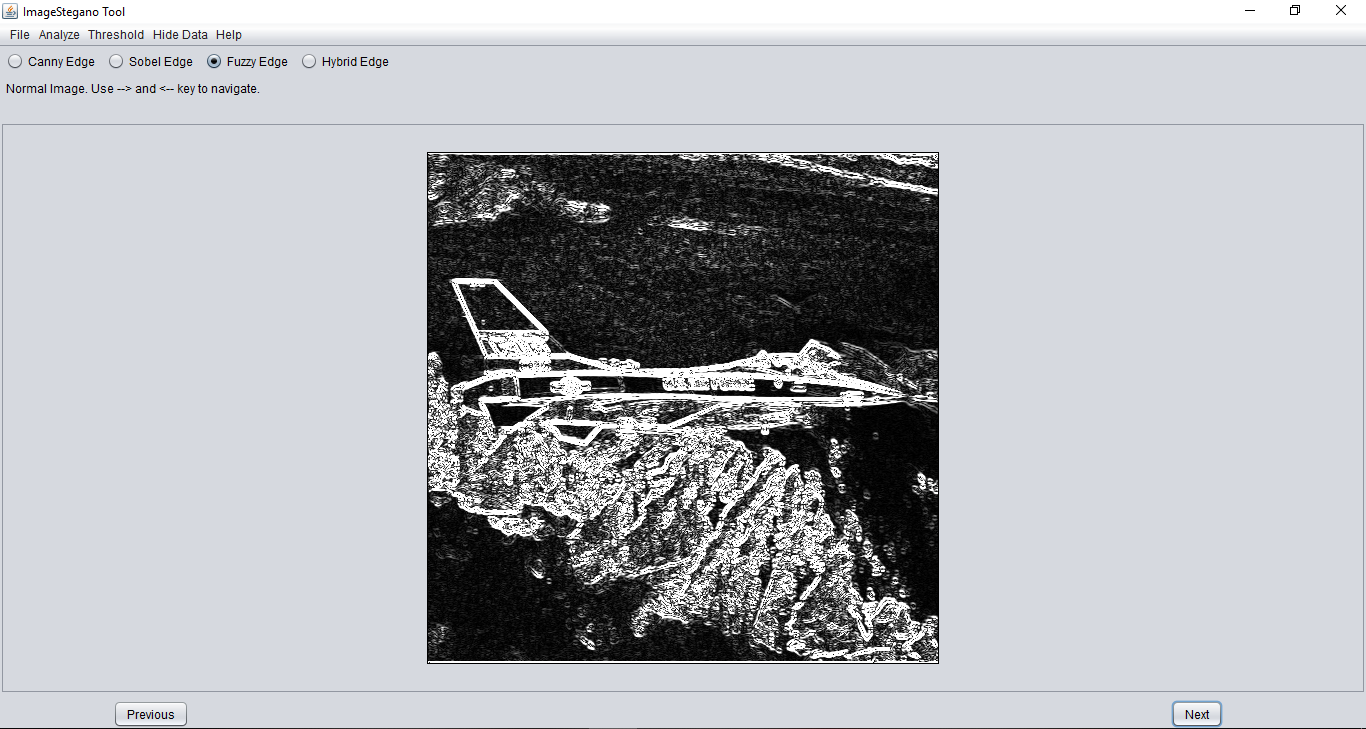 ImageStegano Tool
File Analyze Threshold Hide Data Help
Canny Edge Sobel Edge Fuzzy Edge Hybrid Edge
Normal Image. Use --> and <-- key to navigate.
Previous Next